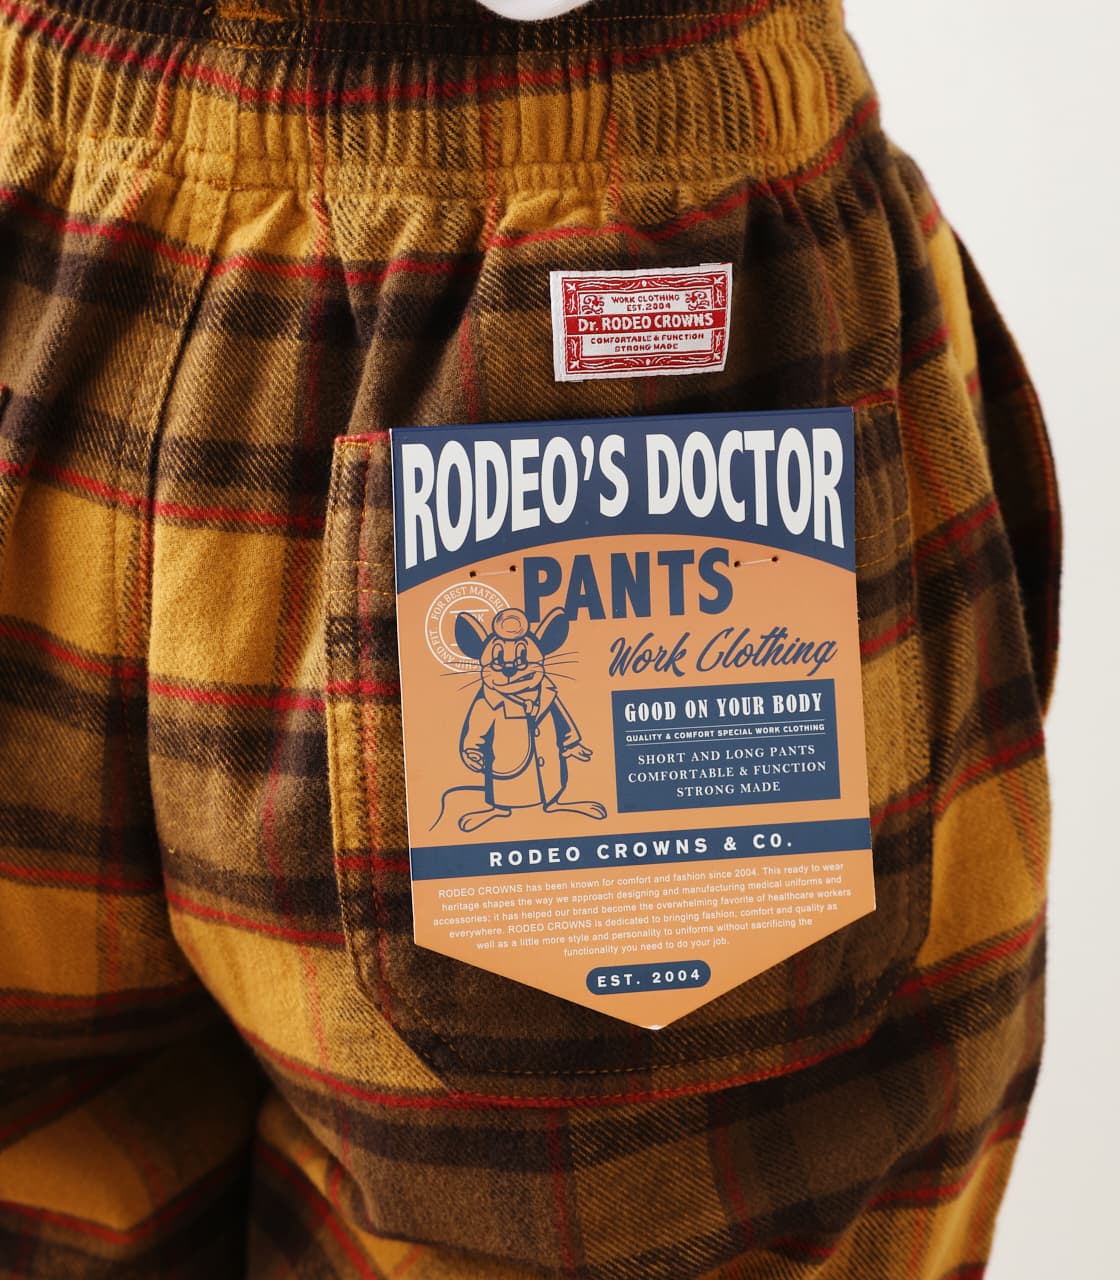 WORK CLOTHING
EST. 2004
Dr. RODEO CROWNS
COMFORTABLE & FUNCTION
STRONG MADE
RODEO'S DOCTOR
PANTS
FOR BEST MATERI
AND FIT
Work Clothing
GOOD ON YOUR BODY
QUALITY & COMFORT SPECIAL WORK CLOTHING
SHORT AND LONG PANTS
COMFORTABLE & FUNCTION
STRONG MADE
RODEO CROWNS & CO.
RODEO CROWNS has been known for comfort and fashion since 2004. This ready to wear
heritage shapes the way we approach designing and manufacturing medical uniforms and
accessories; it has helped our brand become the overwhelming favorite of healthcare workers
everywhere. RODEO CROWNS is dedicated to bringing fashion, comfort and quality as
well as a little more style and personality to uniforms without sacrificing the
functionality you need to do your job.
EST. 2004